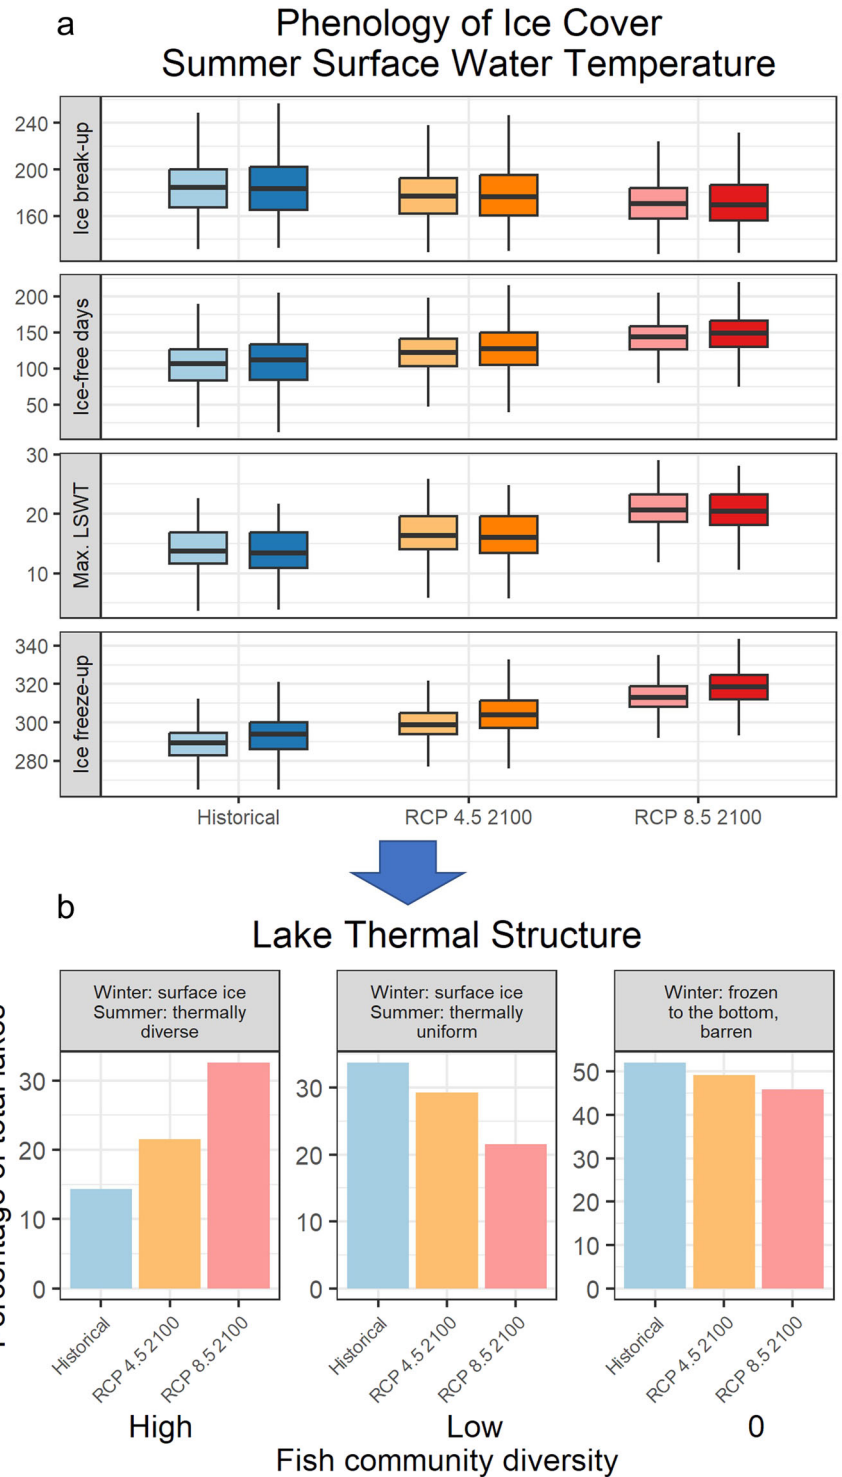 a
Phenology of Ice Cover
Summer Surface Water Temperature
Ice break-up
240
200
160
Ice-free days
200
150
100
50
Max. LSWT
30
20
10
Ice freeze-up
340
320
300
280
Historical RCP 4.5 2100 RCP 8.5 2100
b
Lake Thermal Structure
Winter: surface ice
Summer: thermally
diverse
Winter: surface ice
Summer: thermally
uniform
Winter: frozen
to the bottom,
barren
30
20
10
0
30
20
10
0
50
40
30
20
10
0
Historical RCP 4.5 2100 RCP 8.5 2100
Historical RCP 4.5 2100 RCP 8.5 2100
Historical RCP 4.5 2100 RCP 8.5 2100
High Low 0
Fish community diversity